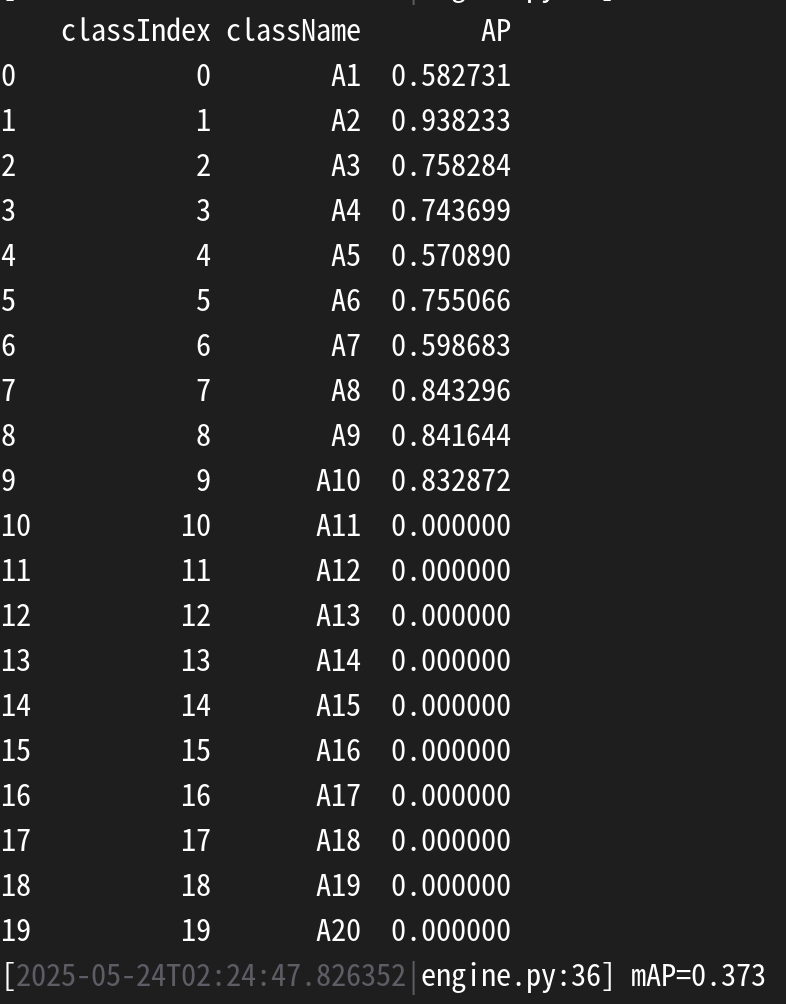 classIndex className AP
0 0 A1 0.582731
1 1 A2 0.938233
2 2 A3 0.758284
3 3 A4 0.743699
4 4 A5 0.570890
5 5 A6 0.755066
6 6 A7 0.598683
7 7 A8 0.843296
8 8 A9 0.841644
9 9 A10 0.832872
10 10 A11 0.000000
11 11 A12 0.000000
12 12 A13 0.000000
13 13 A14 0.000000
14 14 A15 0.000000
15 15 A16 0.000000
16 16 A17 0.000000
17 17 A18 0.000000
18 18 A19 0.000000
19 19 A20 0.000000
[2025-05-24T02:24:47.826352|engine.py:36] mAP=0.373